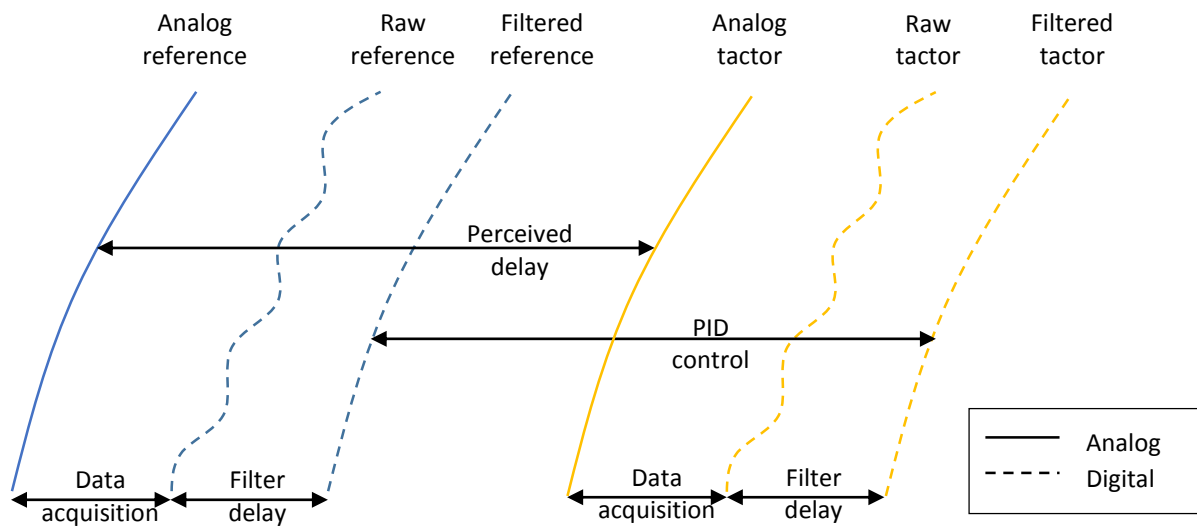 Analog
reference
Raw
reference
Filtered
reference
Analog
tactor
Raw
tactor
Filtered
tactor
Perceived
delay
PID
control
Data
acquisition
Filter
delay
Data
acquisition
Filter
delay
Analog
Digital